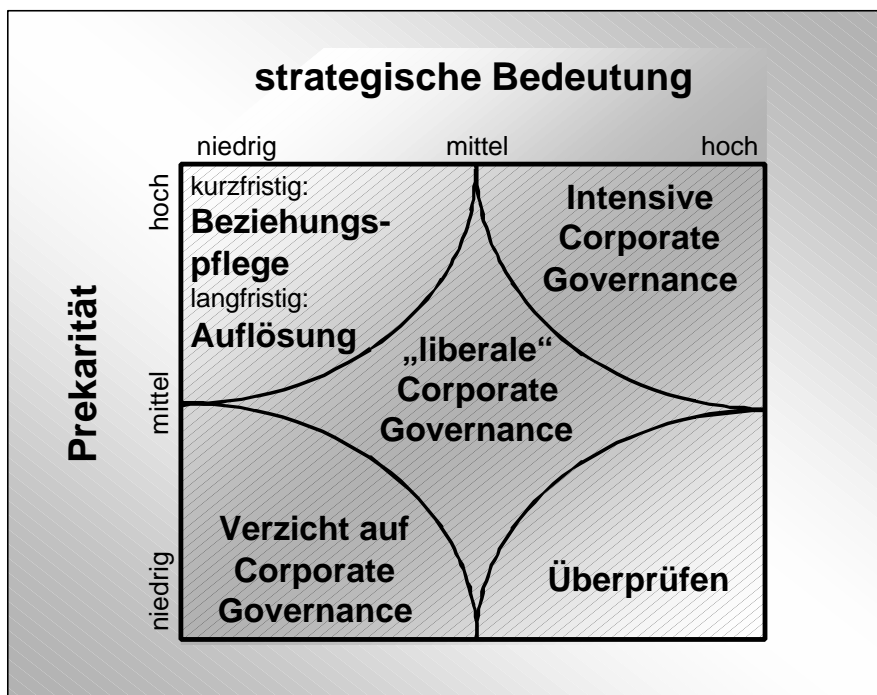 strategische Bedeutung
niedrig
mittel
hoch
Prekarität
hoch
mittel
niedrig
kurzfristig:
Beziehungs-
pflege
langfristig:
Auflösung
Intensive
Corporate
Governance
„liberale“
Corporate
Governance
Verzicht auf
Corporate
Governance
Überprüfen